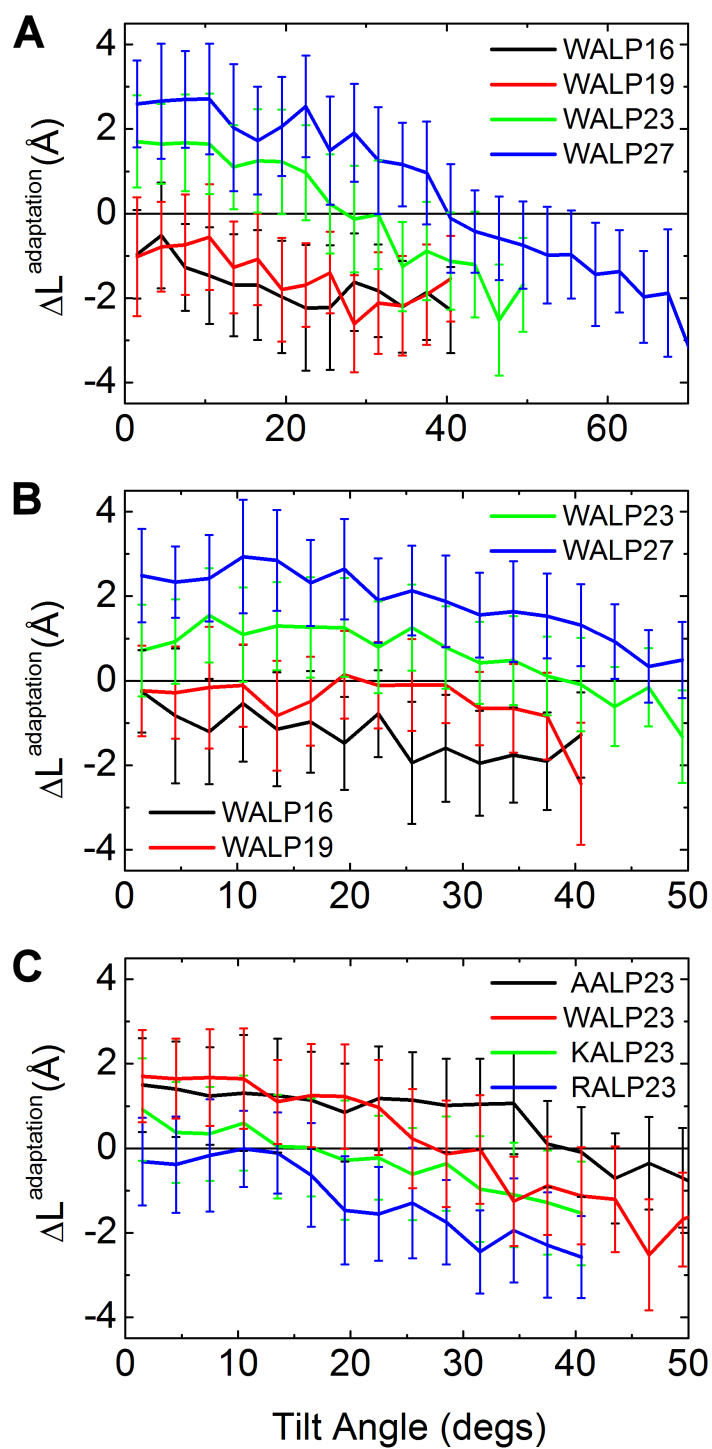 A
WALP16
WALP19
WALP23
WALP27
ΔL adaptation (Å)
4
2
0
-2
-4
0 20 40 60
B
WALP23
WALP27
ΔL adaptation (Å)
4
2
0
-2
-4
WALP16
WALP19
0 10 20 30 40 50
C
AALP23
WALP23
KALP23
RALP23
ΔL adaptation (Å)
4
2
0
-2
-4
0 10 20 30 40 50
Tilt Angle (degs)